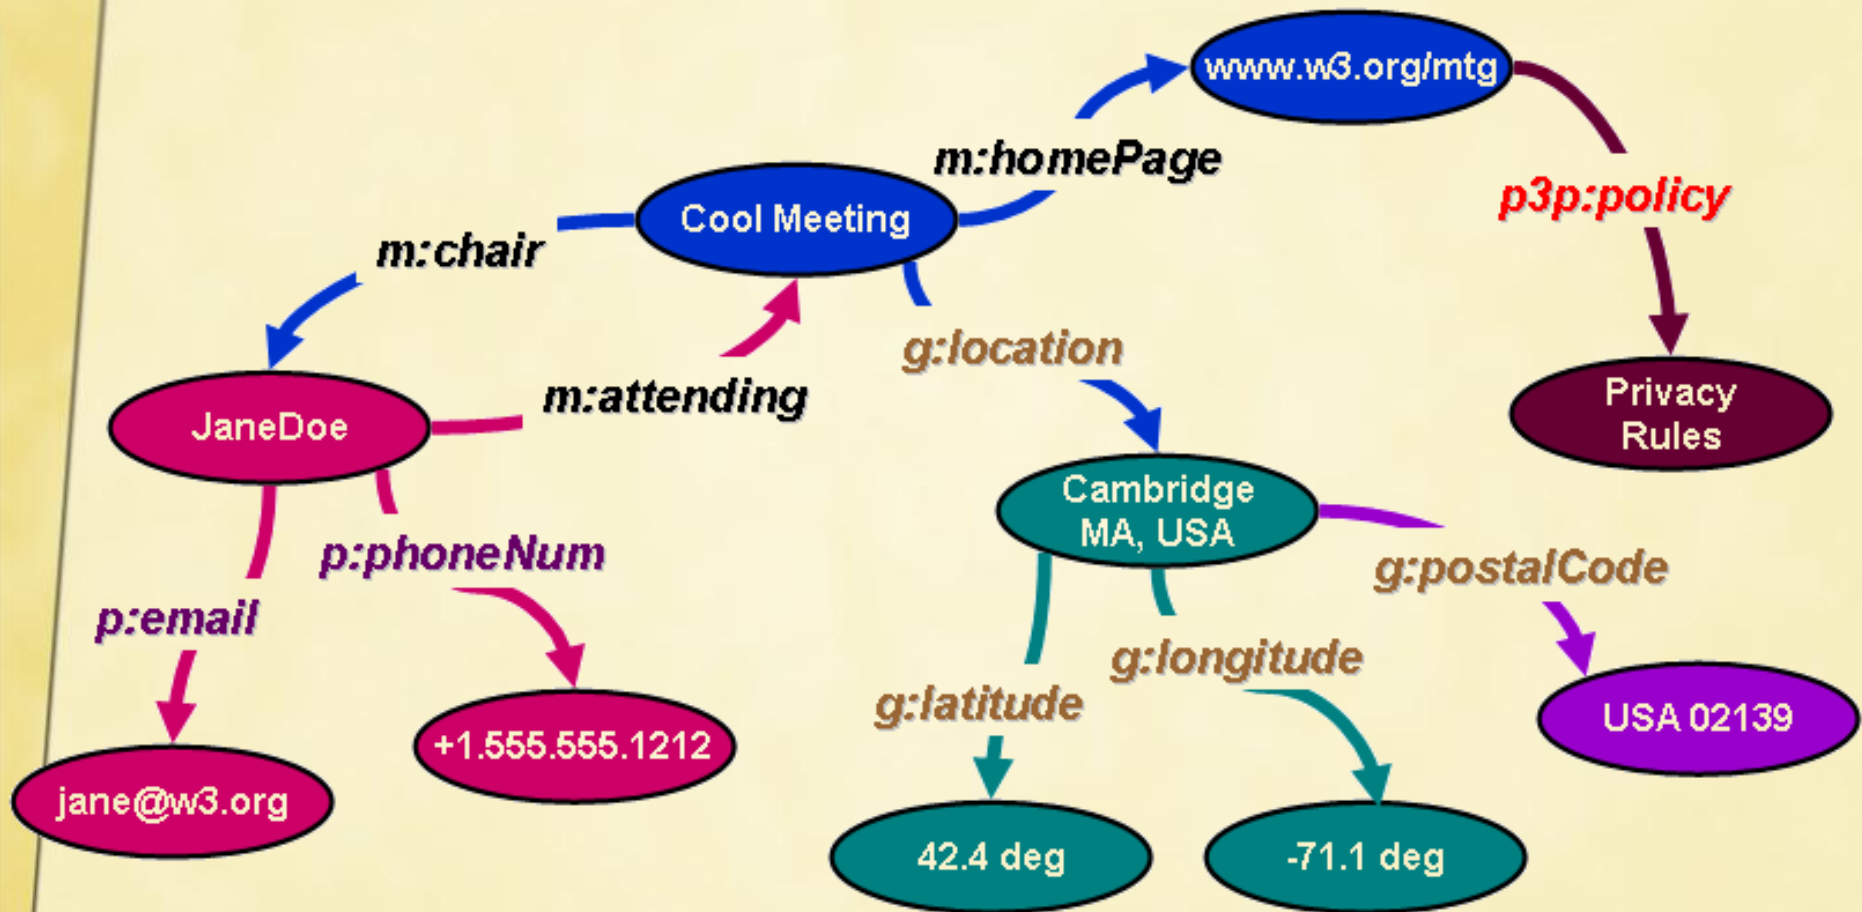 www.w3.org/mtg
m:homePage
p3p:policy
Cool Meeting
m:chair
g:location
m:attending
JaneDoe
Privacy
Rules
Cambridge
MA, USA
p:phoneNum
g:postalCode
p:email
g:longitude
g:latitude
USA 02139
+1.555.555.1212
jane@w3.org
42.4 deg
-71.1 deg